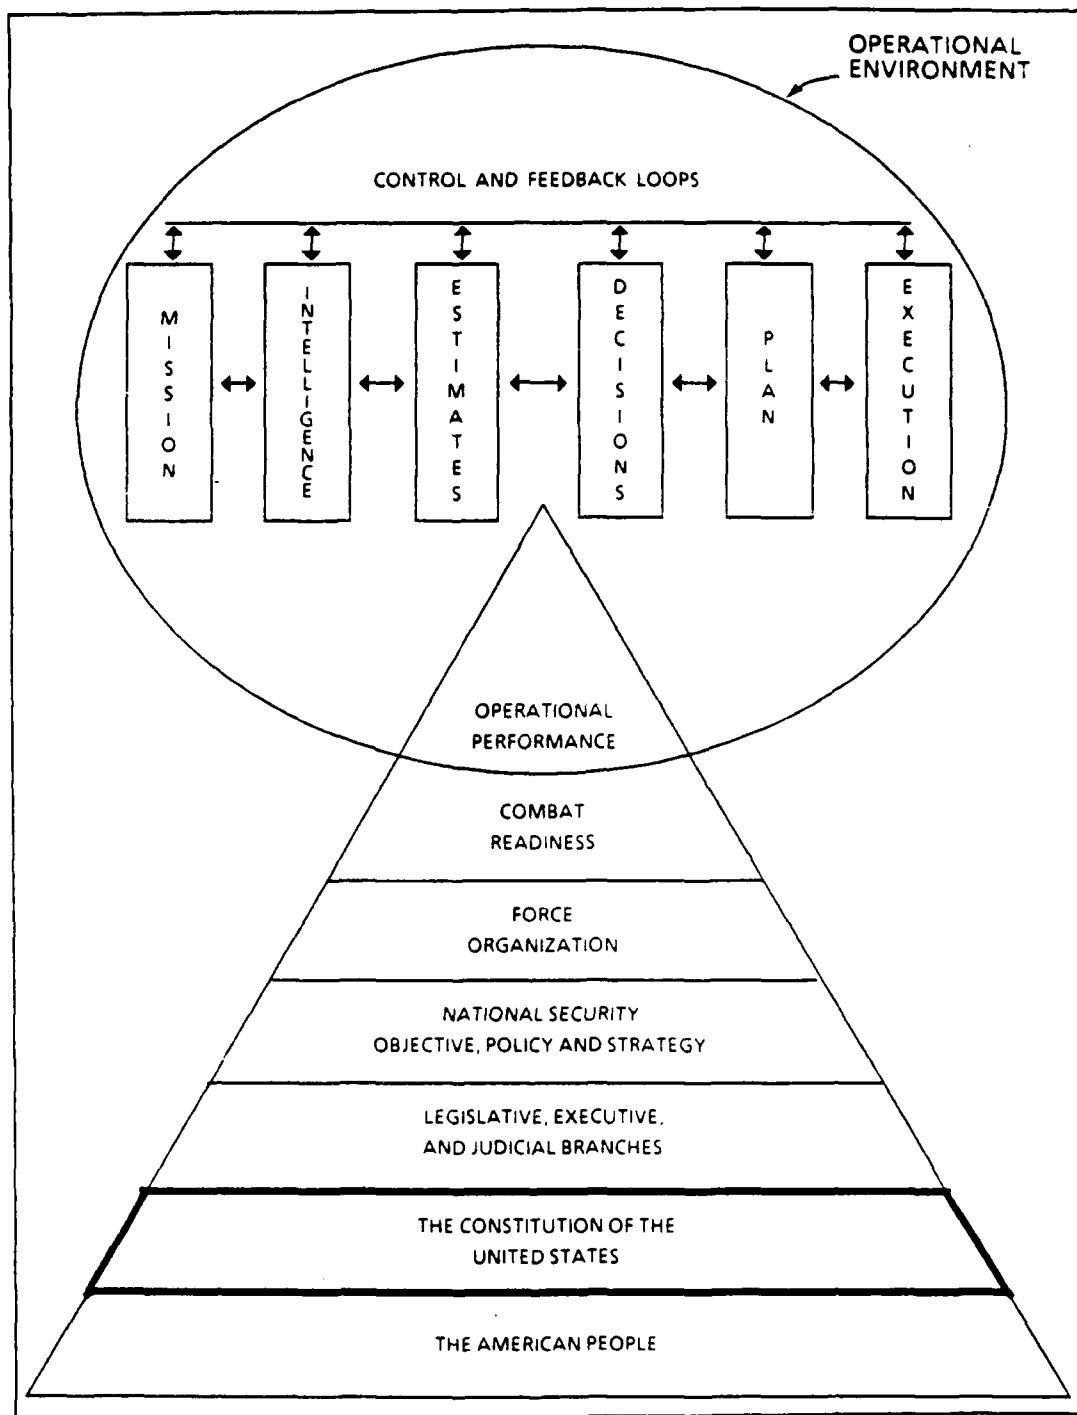 OPERATIONAL
ENVIRONMENT
CONTROL AND FEEDBACK LOOPS
MISSION
INTELLIGENCE
ESTIMATES
DECISIONS
PLAN
EXECUTION
OPERATIONAL
PERFORMANCE
COMBAT
READINESS
FORCE
ORGANIZATION
NATIONAL SECURITY
OBJECTIVE, POLICY AND STRATEGY
LEGISLATIVE, EXECUTIVE,
AND JUDICIAL BRANCHES
THE CONSTITUTION OF THE
UNITED STATES
THE AMERICAN PEOPLE